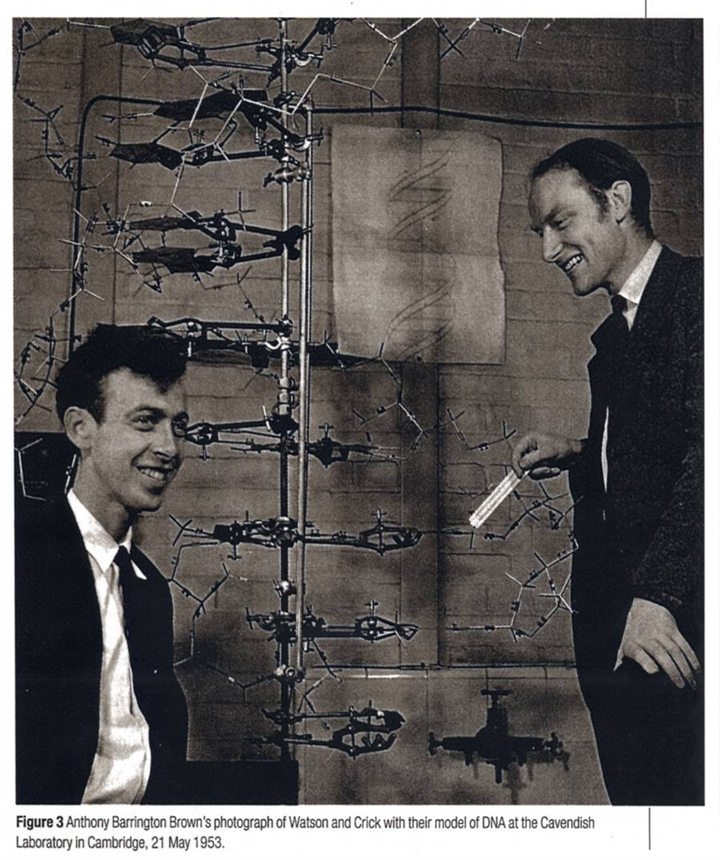 Figure 3 Anthony Barrington Brown's photograph of Watson and Crick with their model of DNA at the Cavendish
Laboratory in Cambridge, 21 May 1953.